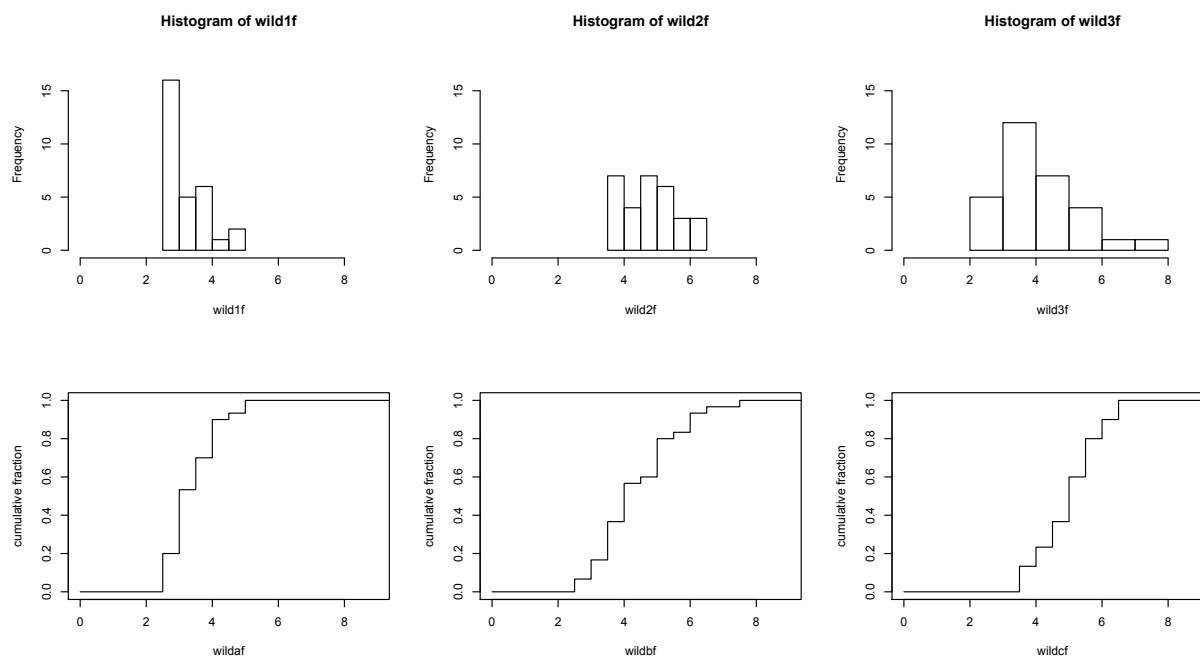 Histogram of wild1f
Histogram of wild2f
Histogram of wild3f
Frequency
0 5 10 15
0 2 4 6 8
wild1f
Frequency
0 5 10 15
0 2 4 6 8
wild2f
Frequency
0 5 10 15
0 2 4 6 8
wild3f
cumulative fraction
0.0 0.2 0.4 0.6 0.8 1.0
0 2 4 6 8
wildaf
cumulative fraction
0.0 0.2 0.4 0.6 0.8 1.0
0 2 4 6 8
wildbf
cumulative fraction
0.0 0.2 0.4 0.6 0.8 1.0
0 2 4 6 8
wildcf